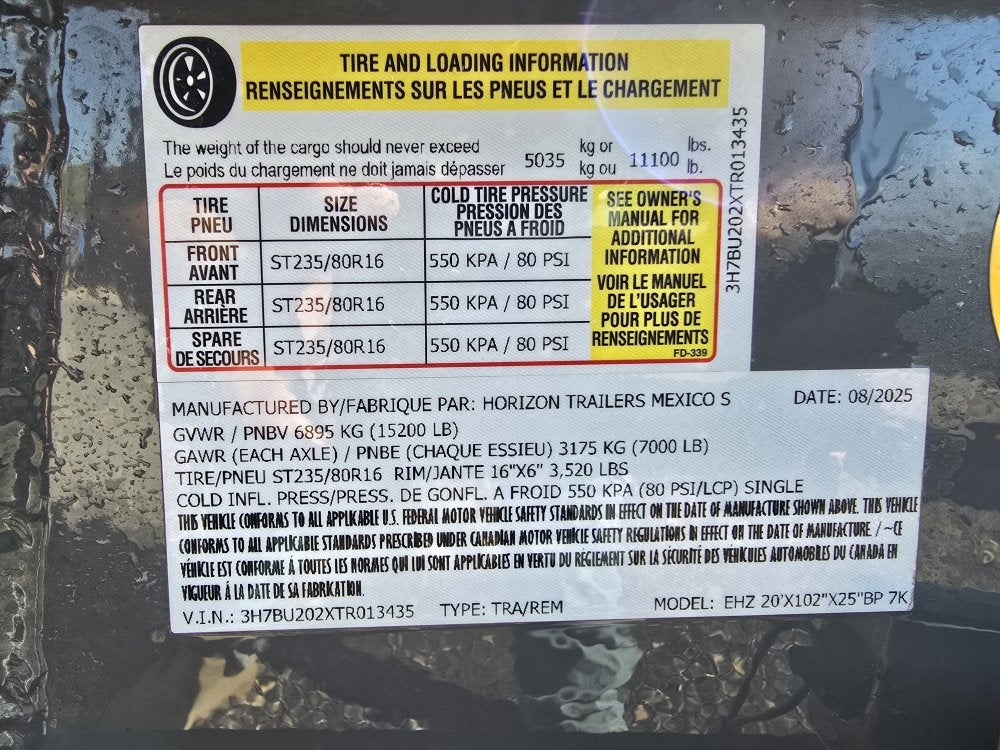 TIRE AND LOADING INFORMATION
RENSEIGNEMENTS SUR LES PNEUS ET LE CHARGEMENT
The weight of the cargo should never exceed 5035 kg or 11100 lbs.
Le poids du chargement ne doit jamais dépasser kg ou lb.
TIRE PNEU
SIZE DIMENSIONS
COLD TIRE PRESSURE
PRESSION DES
PNEUS A FROID
FRONT AVANT ST235/80R16 550 KPA / 80 PSI
REAR ARRIÈRE ST235/80R16 550 KPA / 80 PSI
SPARE DE SECOURS ST235/80R16 550 KPA / 80 PSI
SEE OWNER'S
MANUAL FOR
ADDITIONAL
INFORMATION
VOIR LE MANUEL
DE L'USAGER
POUR PLUS DE
RENSEIGNEMENTS
FD-339
3H7BU202XTR013435
MANUFACTURED BY/FABRIQUE PAR: HORIZON TRAILERS MEXICO S DATE: 08/2025
GVWR / PNBV 6895 KG (15200 LB)
GAWR (EACH AXLE) / PNBE (CHAQUE ESSIEU) 3175 KG (7000 LB)
TIRE/PNEU ST235/80R16 RIM/JANTE 16"X6" 3,520 LBS
COLD INFL. PRESS/PRESS. DE GONFL. A FROID 550 KPA (80 PSI/LCP) SINGLE
THIS VEHICLE CONFORMS TO ALL APPLICABLE U.S. FEDERAL MOTOR VEHICLE SAFETY STANDARDS IN EFFECT ON THE DATE OF MANUFACTURE SHOWN ABOVE. THIS VEHICLE
CONFORMS TO ALL APPLICABLE STANDARDS PRESCRIBED UNDER CANADIAN MOTOR VEHICLE SAFETY REGULATIONS IN EFFECT ON THE DATE OF MANUFACTURE / ~CE
VÉHICLE EST CONFORME À TOUTES LES NORMES QUI LUI SONT APPLICABLES EN VERTU DU RÉGIEMENT SUR LA SÉCURITÉ DES VÉHICULES AUTOMOBILES DU CANADA EN
VIGUEUR Á LA DATE DE SA FABRICATION.
V.I.N.: 3H7BU202XTR013435 TYPE: TRA/REM MODEL: EHZ 20'X102"X25"BP 7K